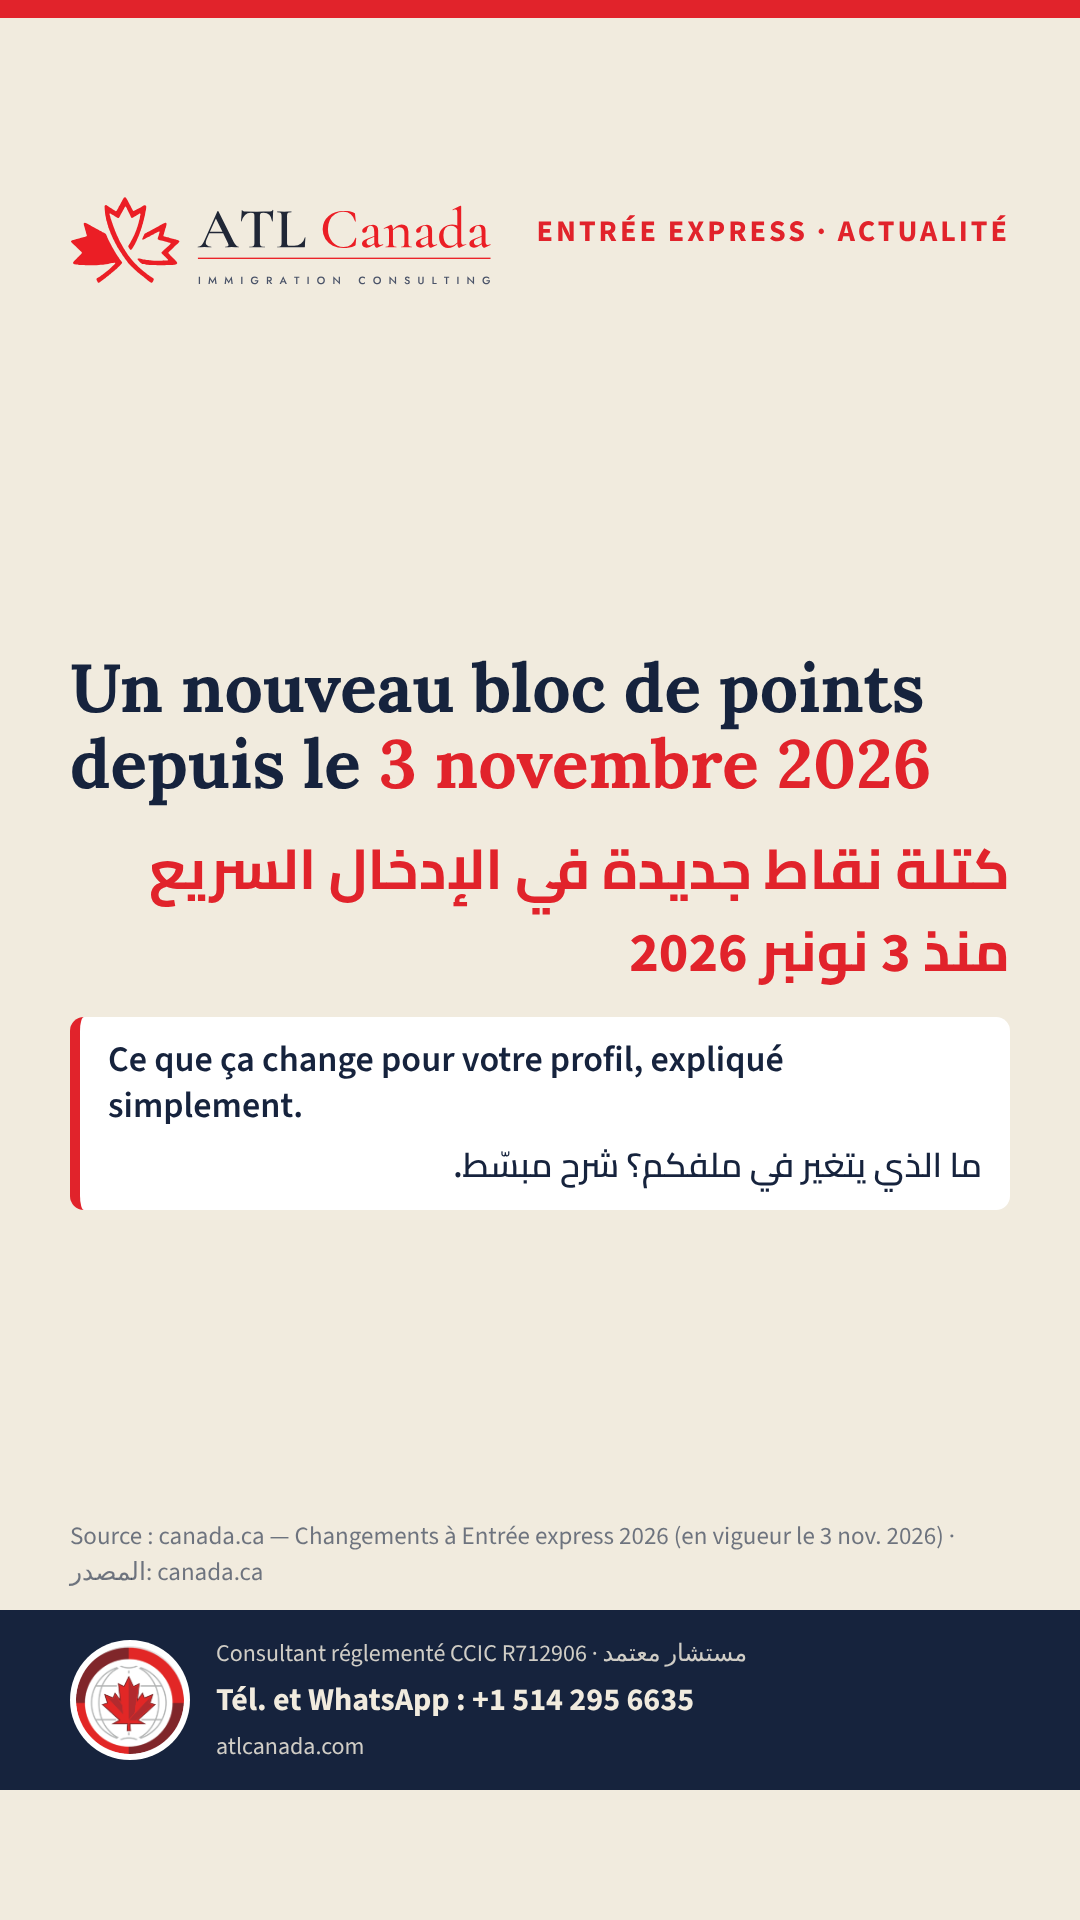 ATL Canada
IMMIGRATION CONSULTING
ENTRÉE EXPRESS · ACTUALITÉ
Un nouveau bloc de points
depuis le 3 novembre 2026
كتلة نقاط جديدة في الإدخال السريع
منذ 3 نونبر 2026
Ce que ça change pour votre profil, expliqué
simplement.
ما الذي يتغير في ملفكم؟ شرح مبسّط.
Source : canada.ca — Changements à Entrée express 2026 (en vigueur le 3 nov. 2026) ·
المصدر: canada.ca
Consultant réglementé CCIC R712906 · مستشار معتمد
Tél. et WhatsApp : +1 514 295 6635
atlcanada.com